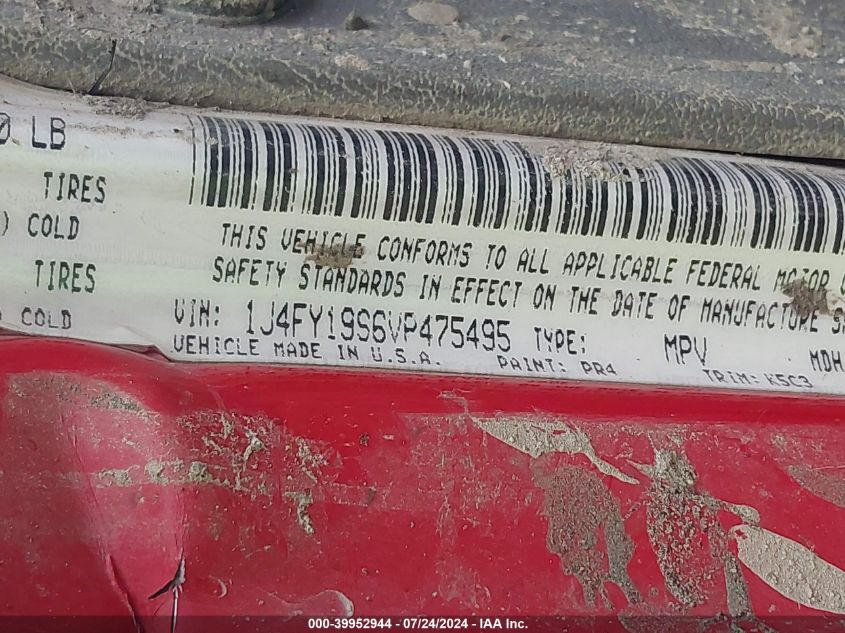 0 LB
TIRES
) COLD
TIRES
COLD
THIS VEHICLE CONFORMS TO ALL APPLICABLE FEDERAL MOTOR
SAFETY STANDARDS IN EFFECT ON THE DATE OF MANUFACTURE
VIN: 1J4FY19S6VP475495 TYPE: MPV MDH
VEHICLE MADE IN U.S.A. PAINT: PR4 TRIM: K5C3
000-39952944 - 07/24/2024 - IAA Inc.